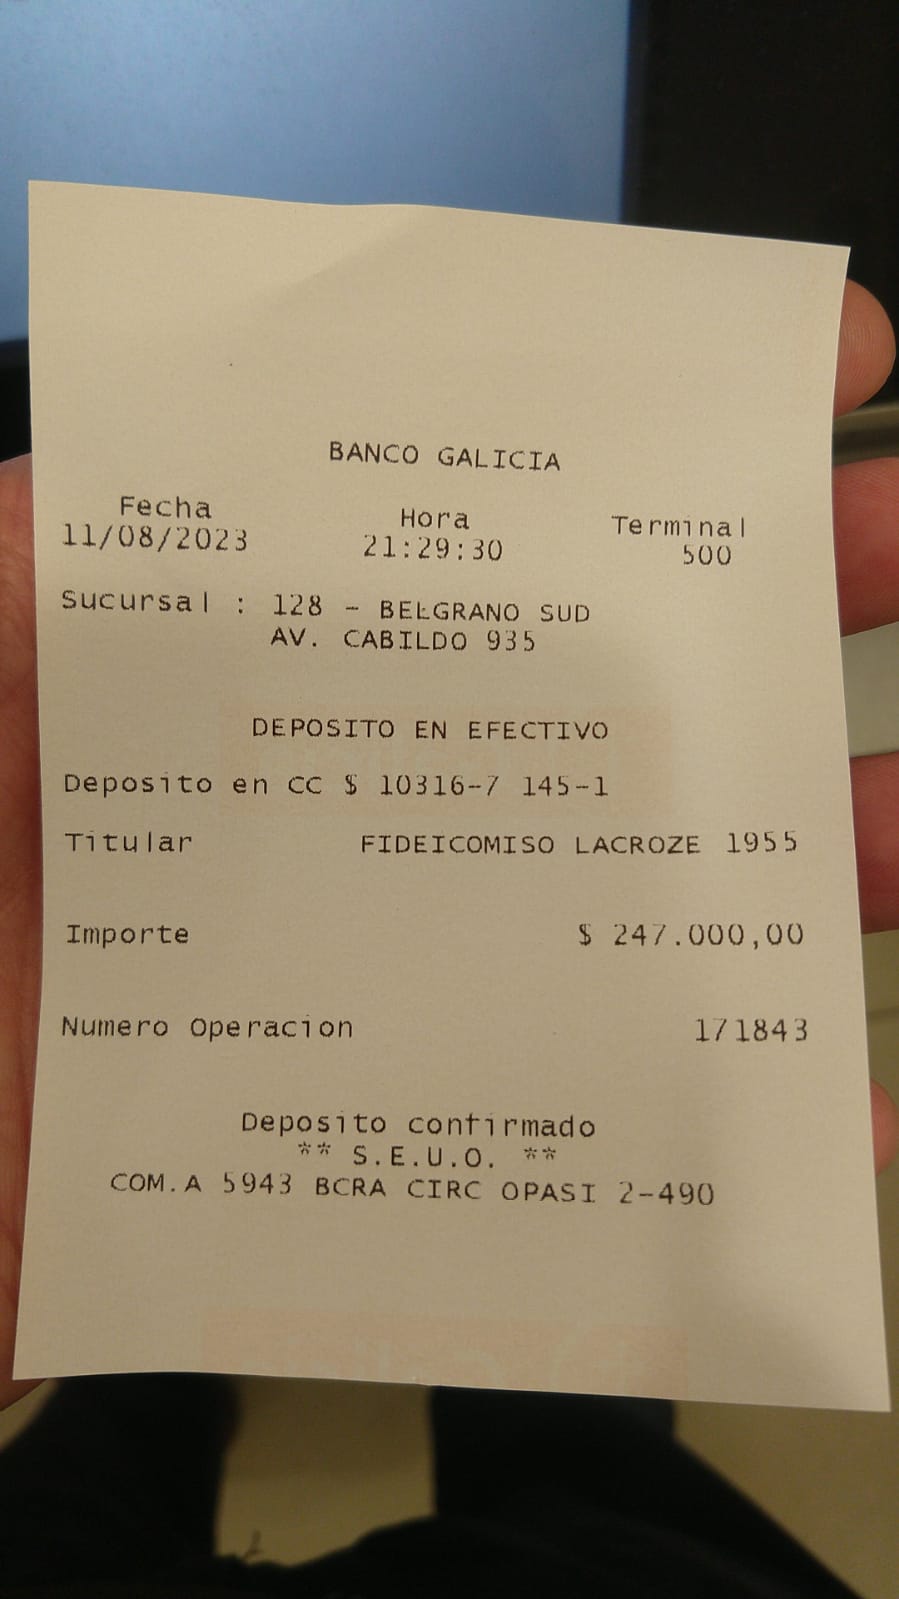 BANCO GALICIA
Fecha Hora Terminal
11/08/2023 21:29:30 500
Sucursal : 128 - BELGRANO SUD
AV. CABILDO 935
DEPOSITO EN EFECTIVO
Deposito en CC $ 10316-7 145-1
Titular FIDEICOMISO LACROZE 1955
Importe $ 247.000,00
Numero Operacion 171843
Deposito confirmado
** S.E.U.O. **
COM.A 5943 BCRA CIRC OPASI 2-490